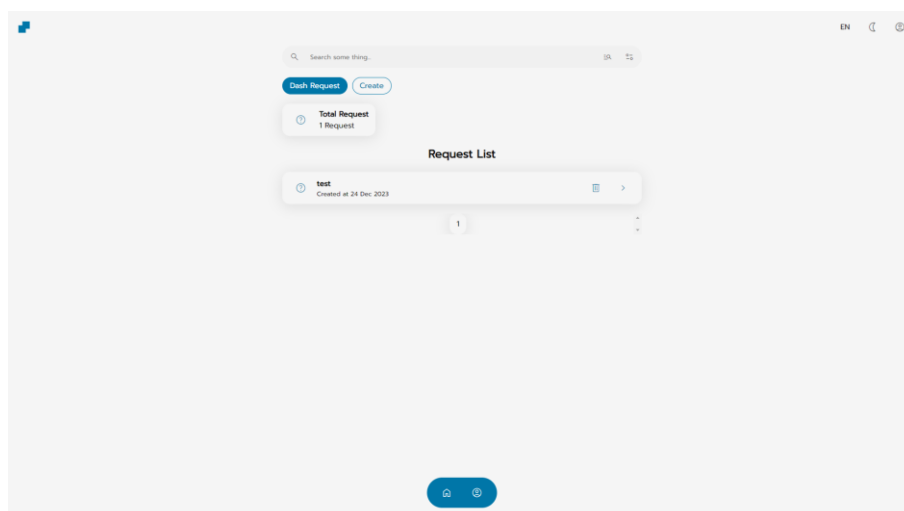 EN
Search some thing..
Dash Request
Create
Total Request
1 Request
Request List
test
Created at 24 Dec 2023
1